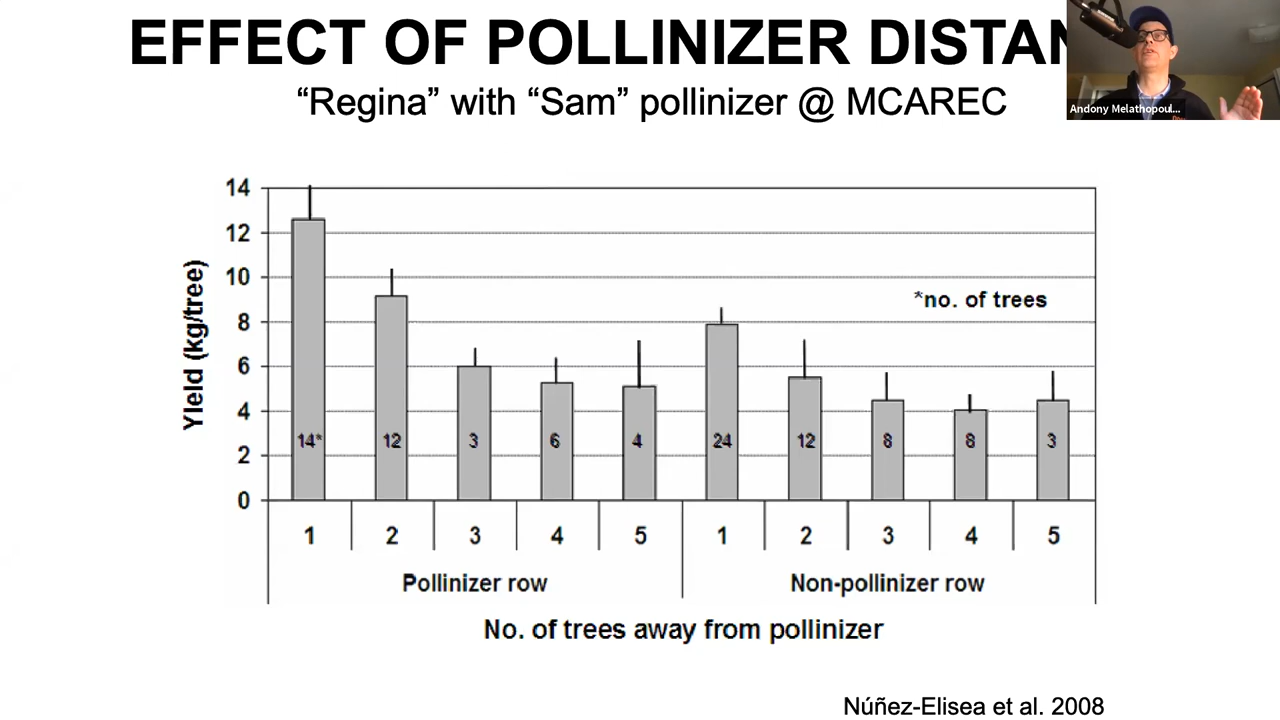 EFFECT OF POLLINIZER DISTAN
“Regina” with “Sam” pollinizer @ MCAREC
Andony Melathopoul...
Yield (kg/tree)
14
12
10
8
6
4
2
0
*no. of trees
14* 12 3 6 4 24 12 8 8 3
1 2 3 4 5 1 2 3 4 5
Pollinizer row Non-pollinizer row
No. of trees away from pollinizer
Núñez-Elisea et al. 2008